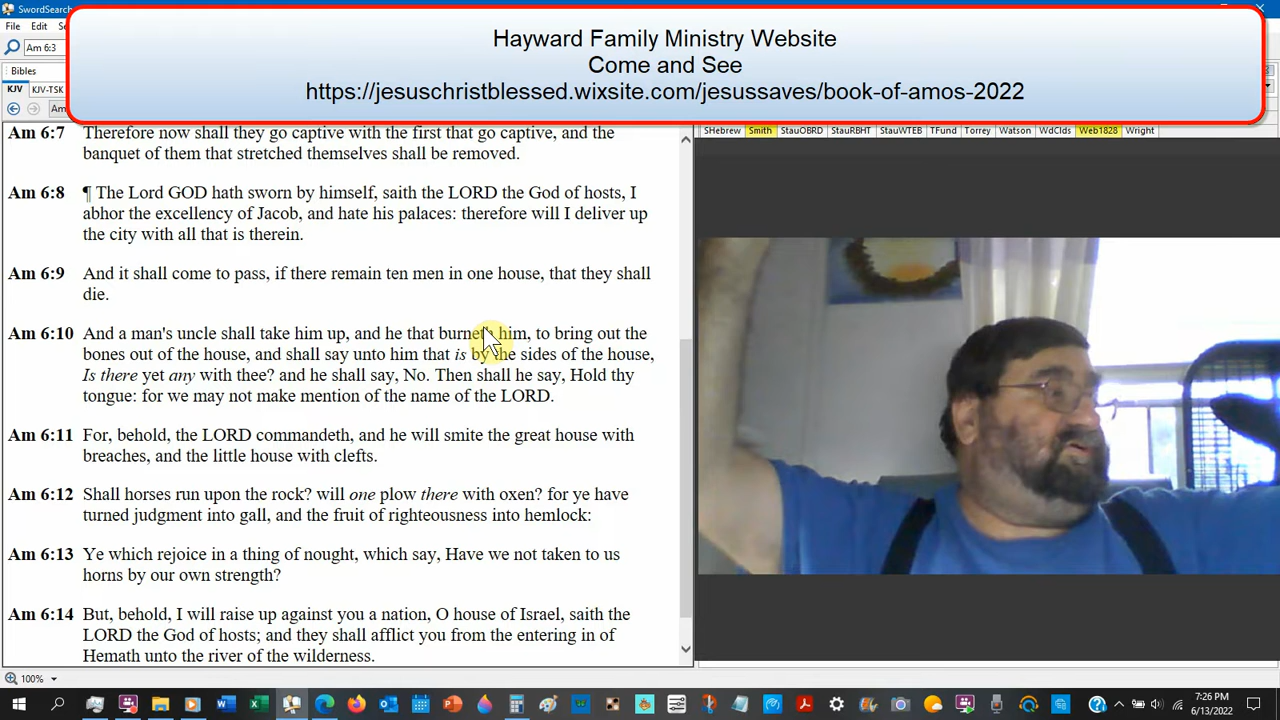 SwordSearch
Hayward Family Ministry Website
Come and See
https://jesuschristblessed.wixsite.com/jesussaves/book-of-amos-2022
File Edit
Am 6:3
Bibles
KJV KJV-TSK
Am
SHebrew Smith StauOBRD StauRBHT StauWTEB TFund Torrey Watson WdClds Web1828 Wright
Am 6:7 Therefore now shall they go captive with the first that go captive, and the
banquet of them that stretched themselves shall be removed.
Am 6:8 ¶ The Lord GOD hath sworn by himself, saith the LORD the God of hosts, I
abhor the excellency of Jacob, and hate his palaces: therefore will I deliver up
the city with all that is therein.
Am 6:9 And it shall come to pass, if there remain ten men in one house, that they shall
die.
Am 6:10 And a man's uncle shall take him up, and he that burneth him, to bring out the
bones out of the house, and shall say unto him that is by the sides of the house,
Is there yet any with thee? and he shall say, No. Then shall he say, Hold thy
tongue: for we may not make mention of the name of the LORD.
Am 6:11 For, behold, the LORD commandeth, and he will smite the great house with
breaches, and the little house with clefts.
Am 6:12 Shall horses run upon the rock? will one plow there with oxen? for ye have
turned judgment into gall, and the fruit of righteousness into hemlock:
Am 6:13 Ye which rejoice in a thing of nought, which say, Have we not taken to us
horns by our own strength?
Am 6:14 But, behold, I will raise up against you a nation, O house of Israel, saith the
LORD the God of hosts; and they shall afflict you from the entering in of
Hemath unto the river of the wilderness.
100%
7:26 PM
6/13/2022